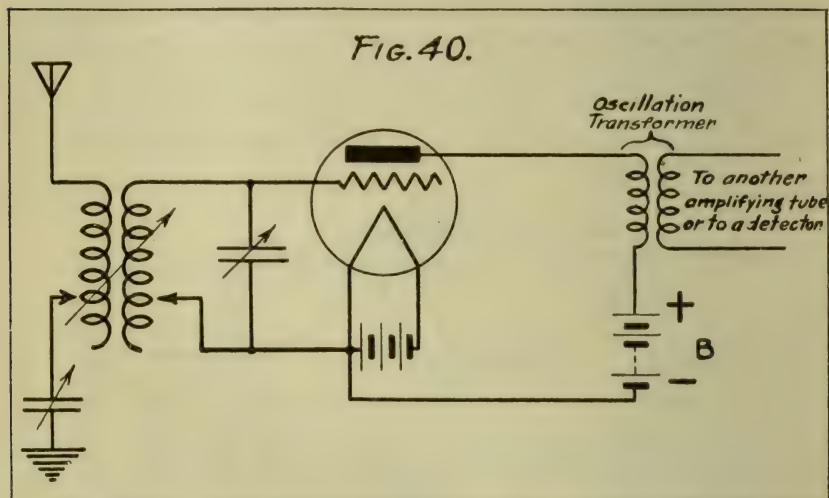 FIG. 40.
Oscillation
Transformer
To another
amplifying tube
or to a detector.
+
B
−